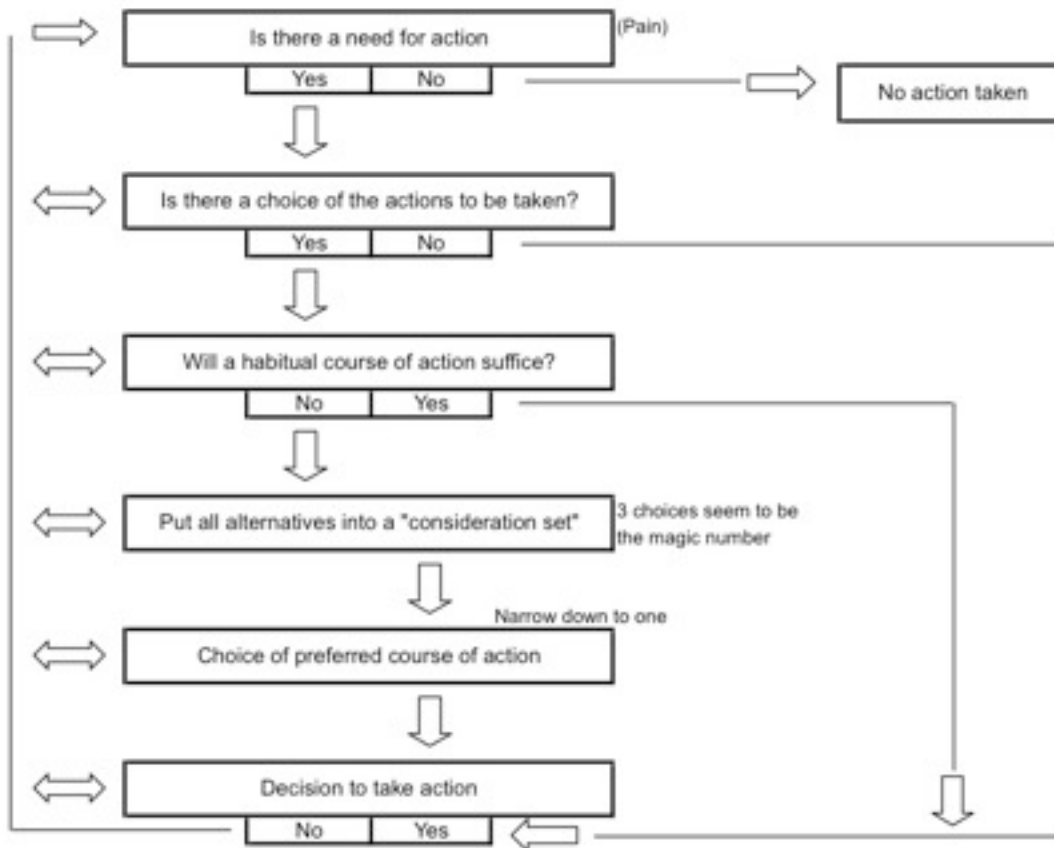 Is there a need for action
(Pain)
Yes
No
No action taken
Is there a choice of the actions to be taken?
Yes
No
Will a habitual course of action suffice?
No
Yes
Put all alternatives into a "consideration set"
3 choices seem to be
the magic number
Narrow down to one
Choice of preferred course of action
Decision to take action
No
Yes